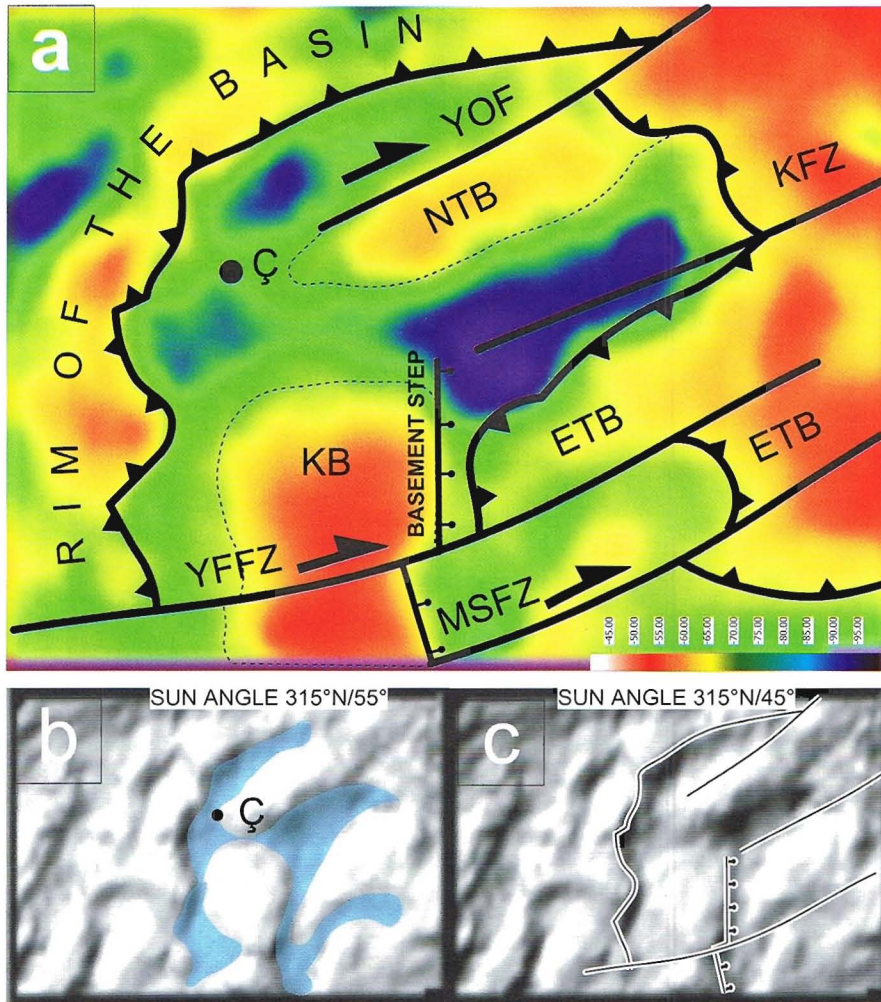 a
RIM OF THE BASIN
YOF
KFZ
NTB
Ç
BASEMENT STEP
ETB
ETB
KB
YFFZ
MSFZ
-45.00
-50.00
-55.00
-60.00
-65.00
-70.00
-75.00
-80.00
-85.00
-90.00
-95.00
SUN ANGLE 315°N/55°
b
Ç
SUN ANGLE 315°N/45°
c